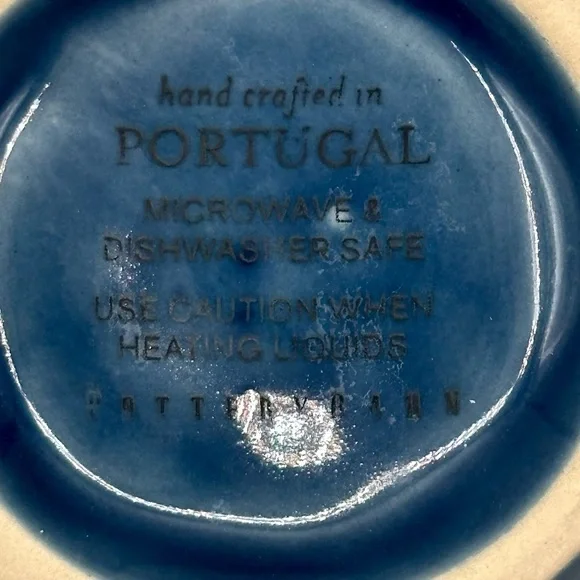 hand crafted in
PORTUGAL
MICROWAVE &
DISHWASHER SAFE
USE CAUTION WHEN
HEATING LIQUIDS
POTTERYBARN